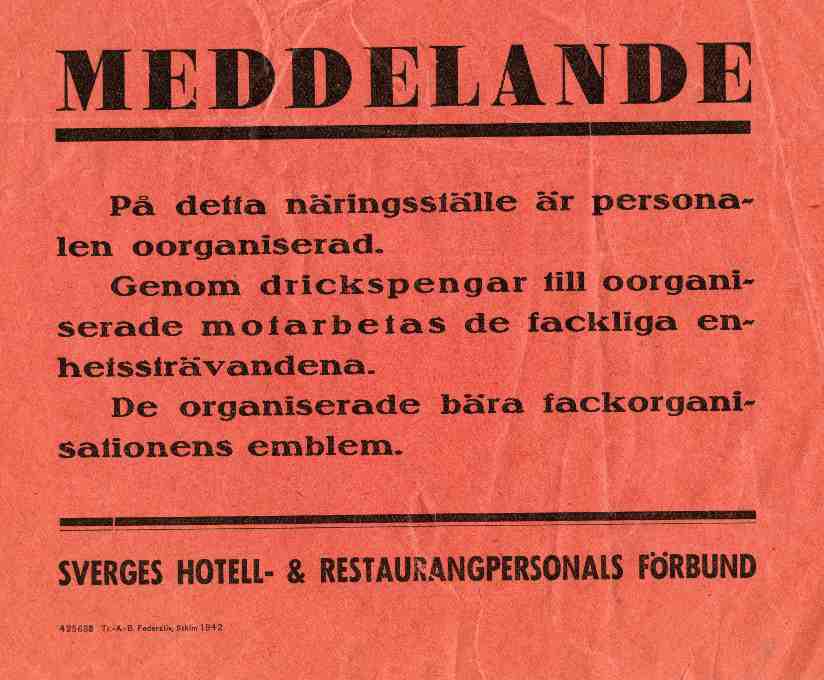 MEDDELANDE
På detta näringsställe är persona-
len oorganiserad.
Genom drickspengar till oorgani-
serade motarbetas de fackliga en-
hetssträvandena.
De organiserade bära fackorgani-
sationens emblem.
SVERGES HOTELL- & RESTAURANGPERSONALS FÖRBUND
425688 Tr.-A.-B. Federativ, Sthlm 1942